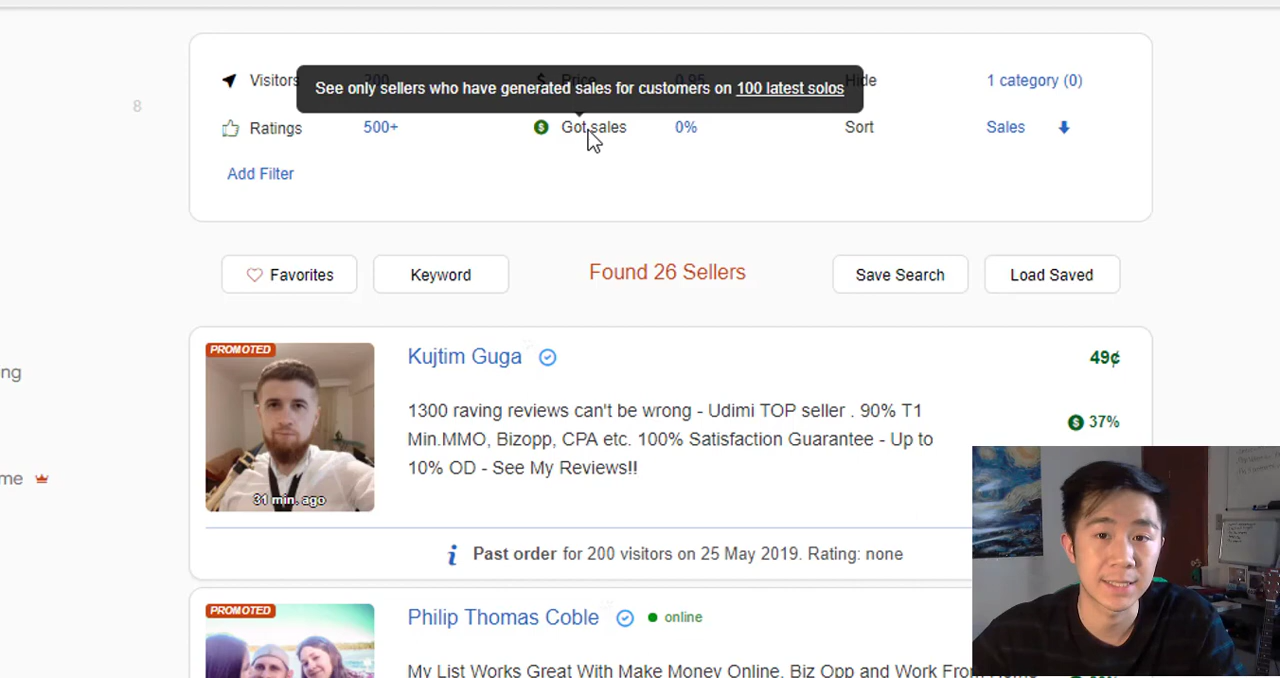 Visitors
200
$ Price
0.95
Hide
1 category (0)
8
See only sellers who have generated sales for customers on 100 latest solos
Ratings
500+
$ Got sales
0%
Sort
Sales
Add Filter
Favorites
Keyword
Found 26 Sellers
Save Search
Load Saved
PROMOTED
Kujtim Guga
49¢
ng
1300 raving reviews can't be wrong - Udimi TOP seller . 90% T1
Min.MMO, Bizopp, CPA etc. 100% Satisfaction Guarantee - Up to
10% OD - See My Reviews!!
$ 37%
me
31 min. ago
i Past order for 200 visitors on 25 May 2019. Rating: none
PROMOTED
Philip Thomas Coble
online
My List Works Great With Make Money Online, Biz Opp and Work From